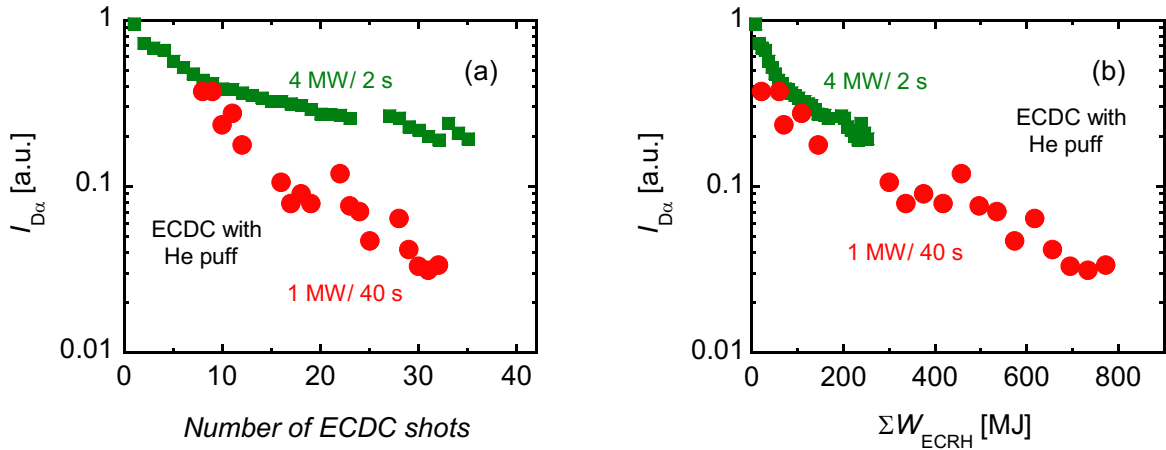 1
0.1
0.01
I_Dα [a.u.]
(a)
4 MW/ 2 s
ECDC with
He puff
1 MW/ 40 s
0
10
20
30
40
Number of ECDC shots
1
0.1
0.01
I_Dα [a.u.]
(b)
4 MW/ 2 s
ECDC with
He puff
1 MW/ 40 s
0
200
400
600
800
ΣW_ECRH [MJ]